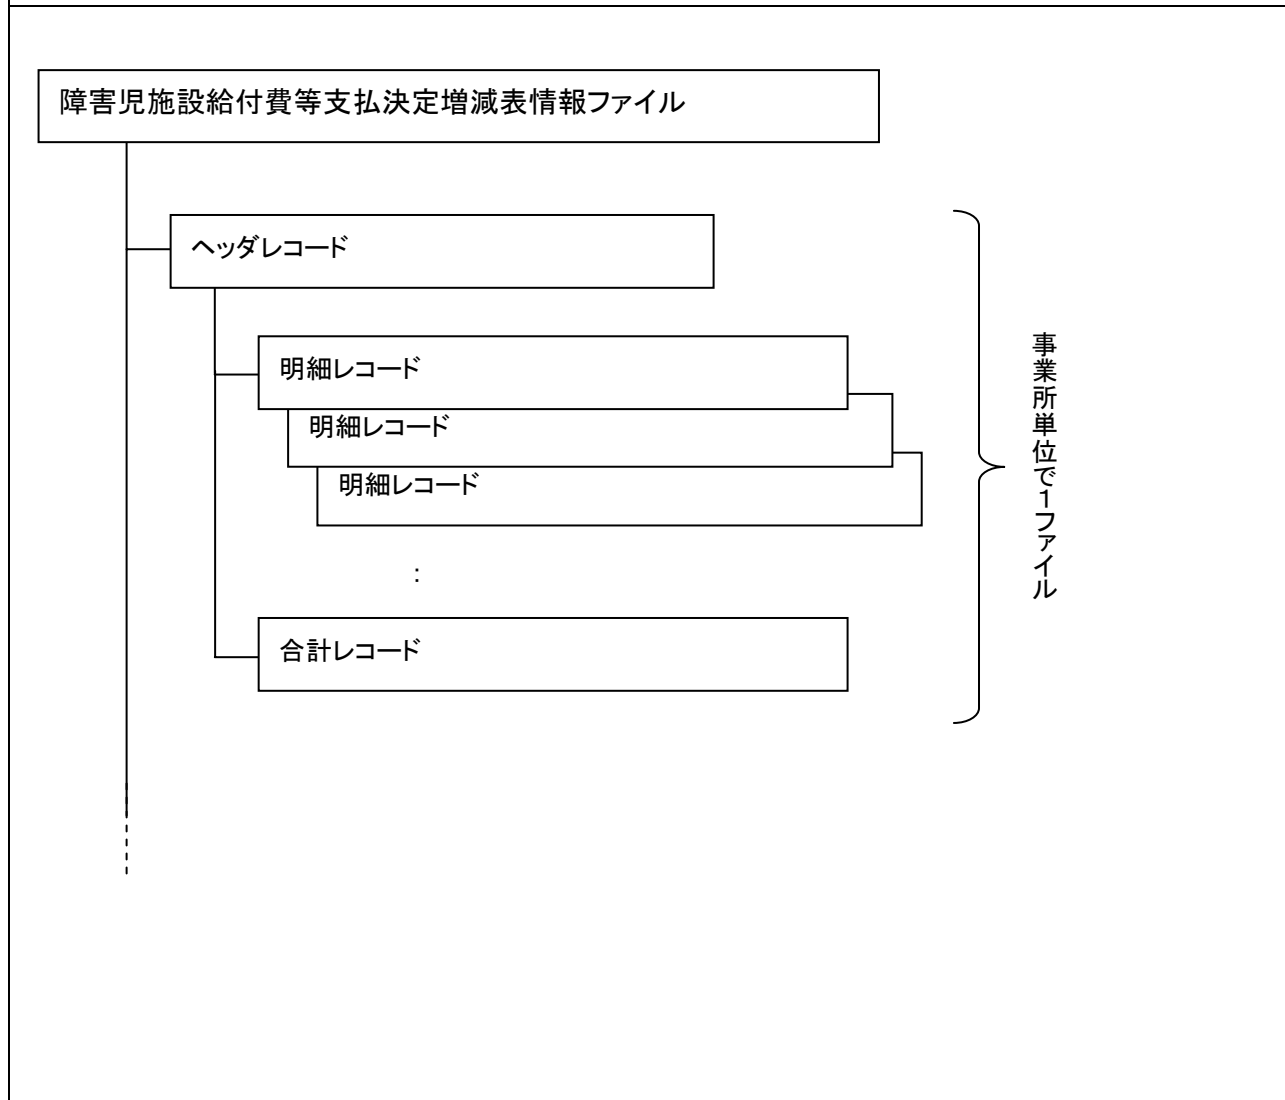 障害児施設給付費等支払決定増減表情報ファイル
ヘッダレコード
明細レコード
明細レコード
明細レコード
:
合計レコード
事業所単位で1ファイル